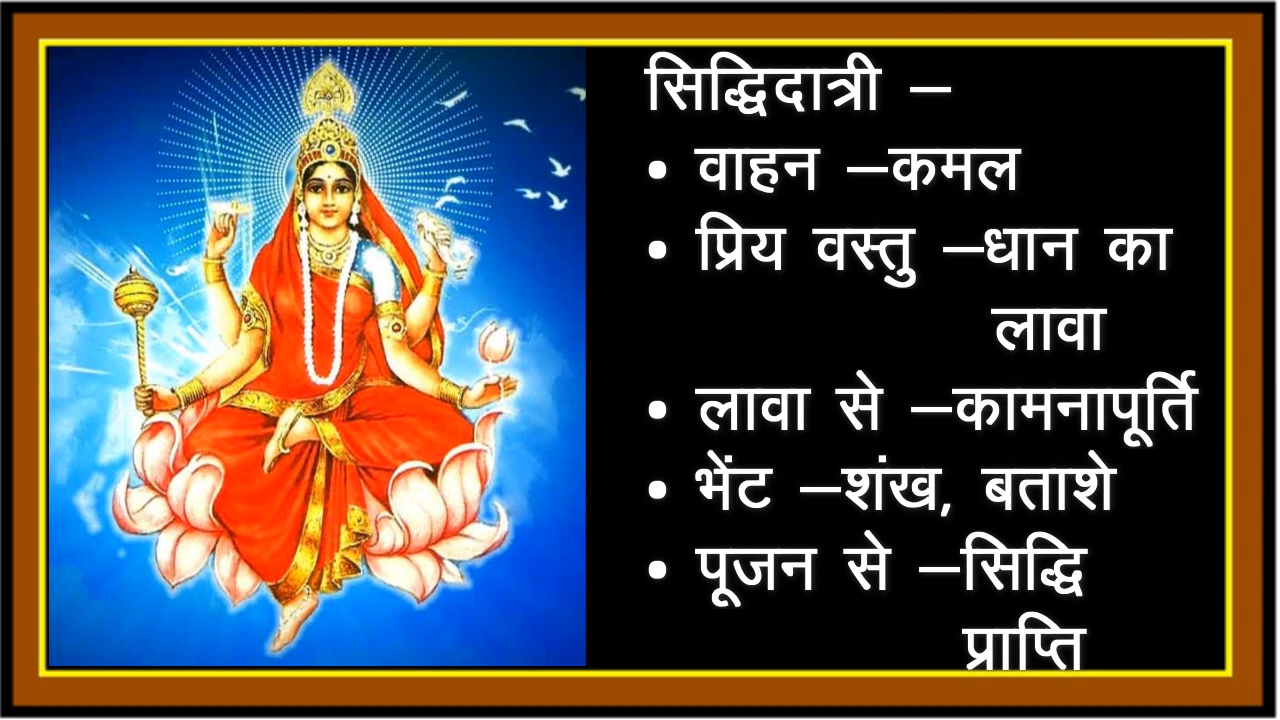 सिद्धिदात्री –
• वाहन –कमल
• प्रिय वस्तु –धान का
लावा
• लावा से –कामनापूर्ति
• भेंट –शंख, बताशे
• पूजन से –सिद्धि
प्राप्ति